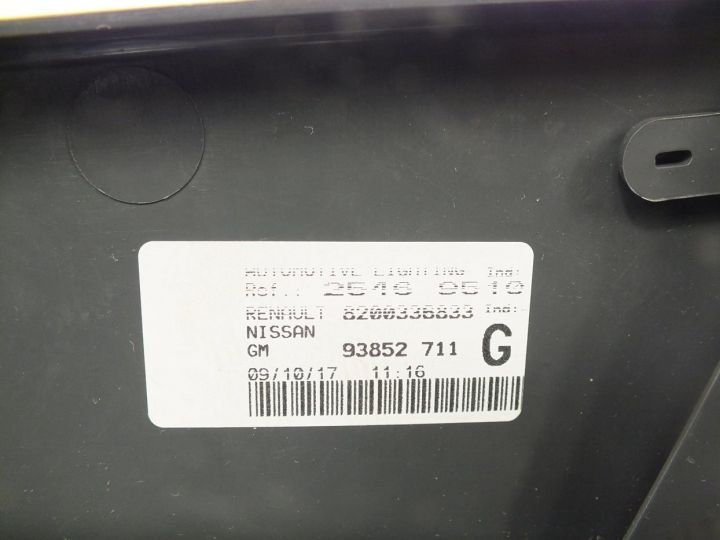 AUTOMOTIVE LIGHTING Ind:
Ref.: 2546 9510
RENAULT 8200336833 Ind:
NISSAN
GM 93852 711 G
09/10/17 11:16